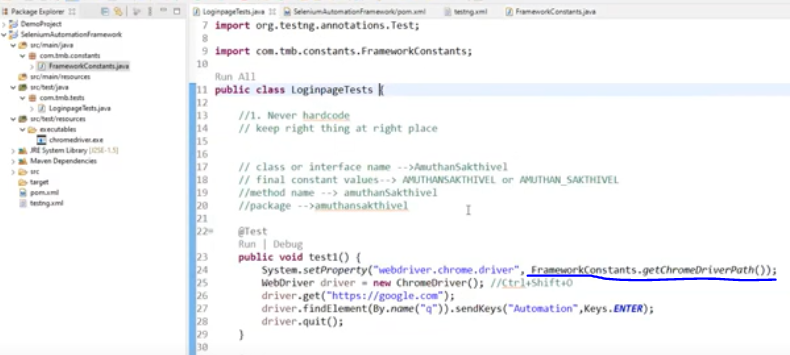 Package Explorer
DemoProject
SeleniumAutomationFramework
src/main/java
com.tmb.constants
FrameworkConstants.java
src/main/resources
src/test/java
com.tmb.tests
LoginpageTests.java
src/test/resources
executables
chromedriver.exe
JRE System Library [J2SE-1.5]
Maven Dependencies
src
target
pom.xml
testng.xml
LoginpageTests.java
SeleniumAutomationFramework/pom.xml
testng.xml
FrameworkConstants.java
7 import org.testng.annotations.Test;
8
9 import com.tmb.constants.FrameworkConstants;
10
Run All
11 public class LoginpageTests {
12
13 //1. Never hardcode
14 // keep right thing at right place
15
16
17 // class or interface name -->AmuthanSakthivel
18 // final constant values--> AMUTHANSAKTHIVEL or AMUTHAN_SAKTHIVEL
19 //method name --> amuthanSakthivel
20 //package -->amuthansakthivel
21
22 @Test
Run | Debug
23 public void test1() {
24 System.setProperty("webdriver.chrome.driver", FrameworkConstants.getChromeDriverPath());
25 WebDriver driver = new ChromeDriver(); //Ctrl+Shift+O
26 driver.get("https://google.com");
27 driver.findElement(By.name("q")).sendKeys("Automation",Keys.ENTER);
28 driver.quit();
29 }
30